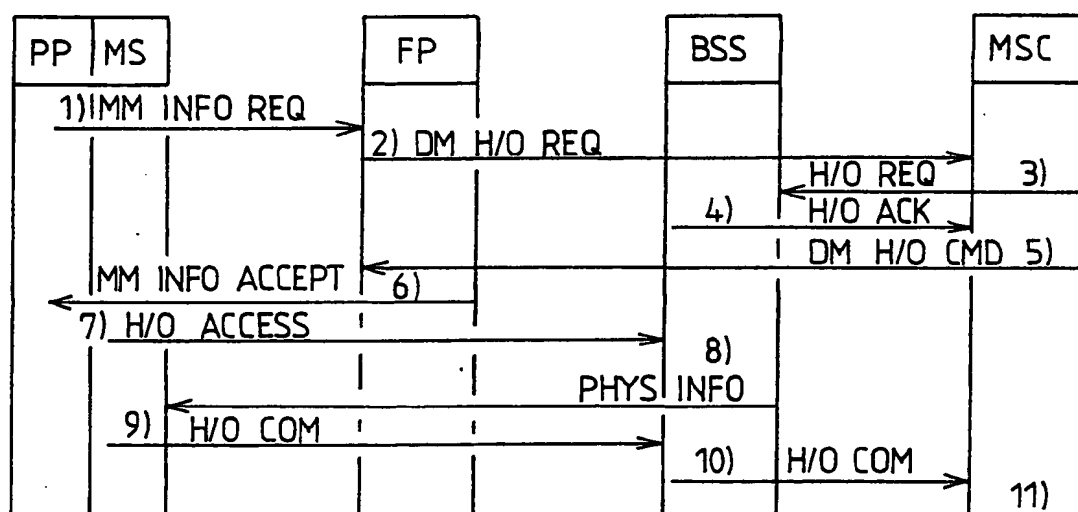 PP MS FP BSS MSC
1) MM INFO REQ
2) DM H/O REQ
H/O REQ 3)
4) H/O ACK
DM H/O CMD 5)
MM INFO ACCEPT 6)
7) H/O ACCESS
8)
PHYS INFO
9) H/O COM
10) H/O COM
11)